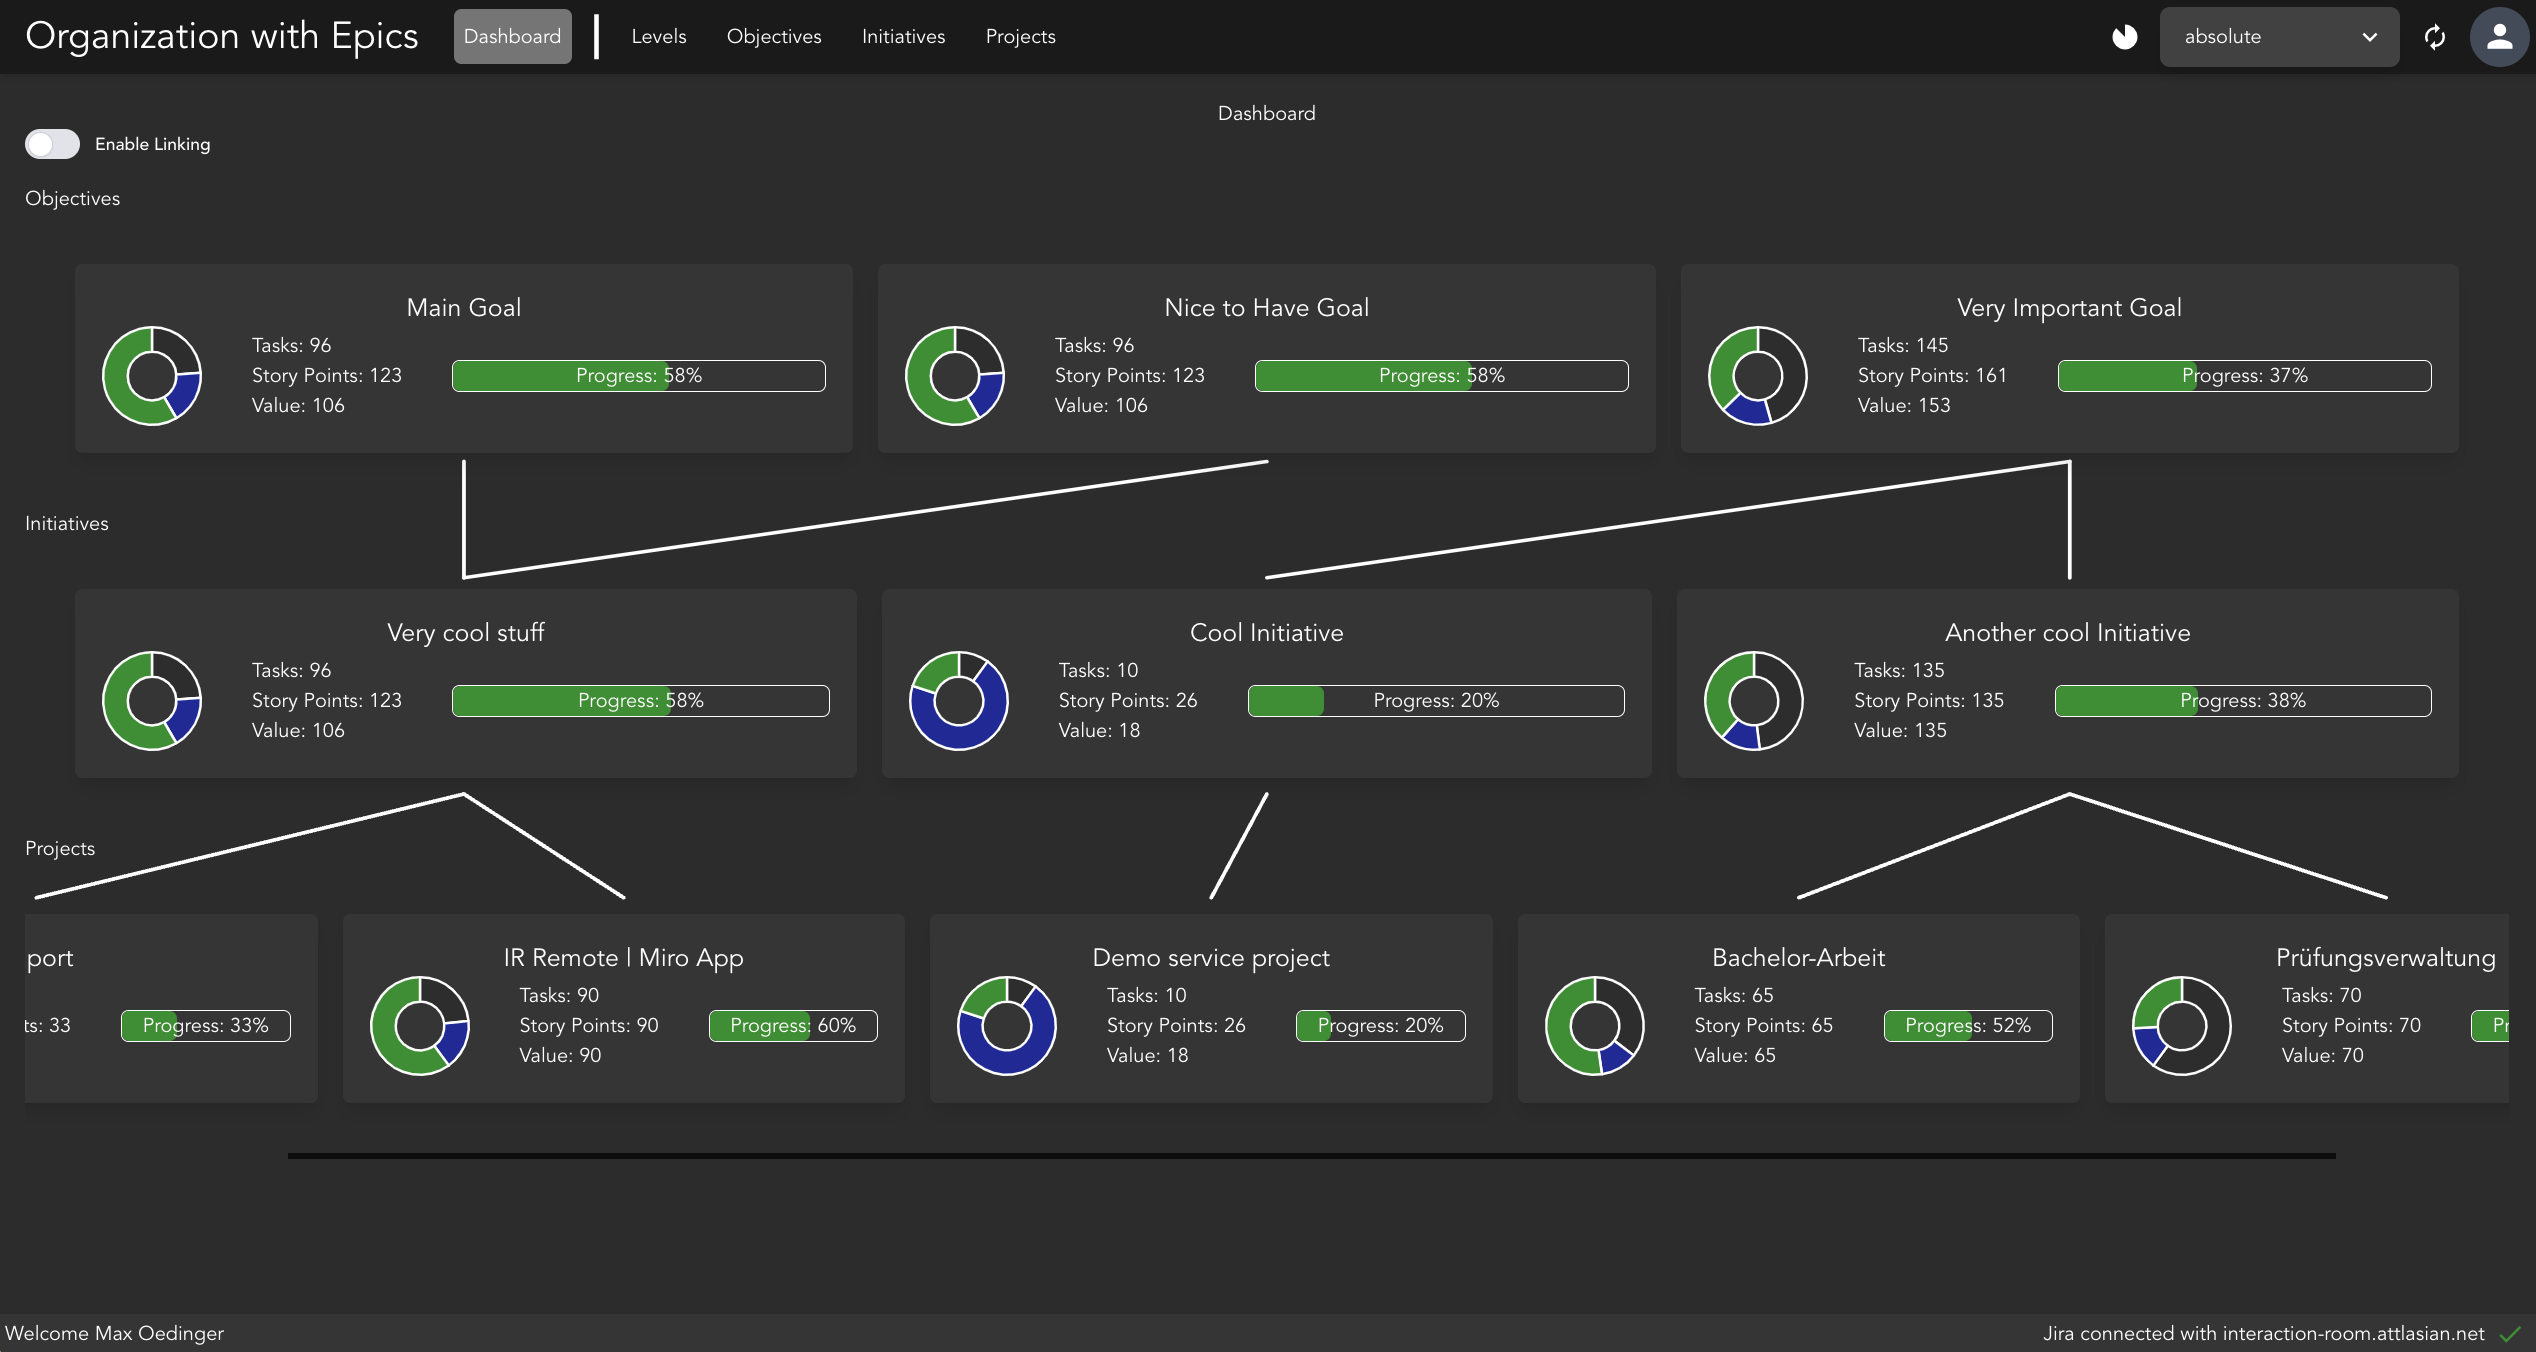 Organization with Epics
Dashboard
Levels
Objectives
Initiatives
Projects
absolute
Dashboard
Enable Linking
Objectives
Main Goal
Tasks: 96
Story Points: 123
Value: 106
Progress: 58%
Nice to Have Goal
Tasks: 96
Story Points: 123
Value: 106
Progress: 58%
Very Important Goal
Tasks: 145
Story Points: 161
Value: 153
Progress: 37%
Initiatives
Very cool stuff
Tasks: 96
Story Points: 123
Value: 106
Progress: 58%
Cool Initiative
Tasks: 10
Story Points: 26
Value: 18
Progress: 20%
Another cool Initiative
Tasks: 135
Story Points: 135
Value: 135
Progress: 38%
Projects
port
ts: 33
Progress: 33%
IR Remote | Miro App
Tasks: 90
Story Points: 90
Value: 90
Progress: 60%
Demo service project
Tasks: 10
Story Points: 26
Value: 18
Progress: 20%
Bachelor-Arbeit
Tasks: 65
Story Points: 65
Value: 65
Progress: 52%
Prüfungsverwaltung
Tasks: 70
Story Points: 70
Value: 70
Pr
Welcome Max Oedinger
Jira connected with interaction-room.attlasian.net